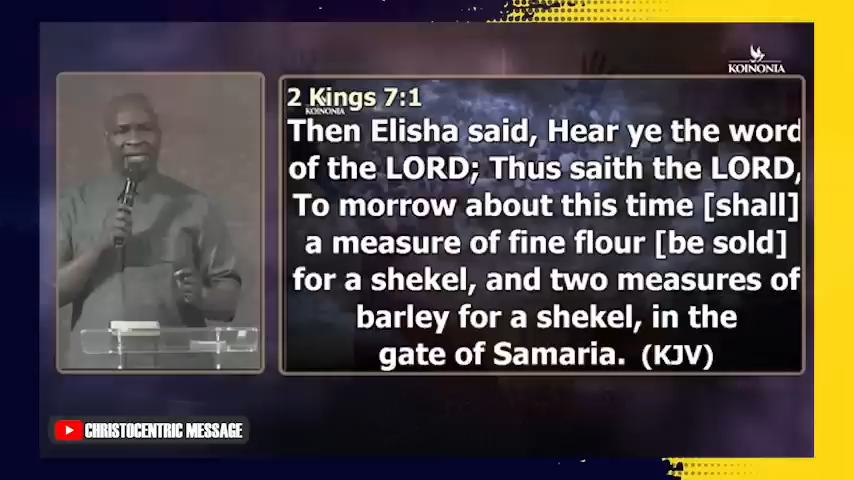 KOINONIA
2 Kings 7:1
KOINONIA
Then Elisha said, Hear ye the word
of the LORD; Thus saith the LORD,
To morrow about this time [shall]
a measure of fine flour [be sold]
for a shekel, and two measures of
barley for a shekel, in the
gate of Samaria. (KJV)
CHRISTOCENTRIC MESSAGE